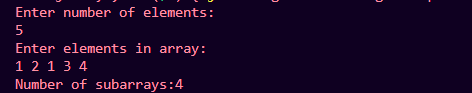 Enter number of elements:
5
Enter elements in array:
1 2 1 3 4
Number of subarrays:4